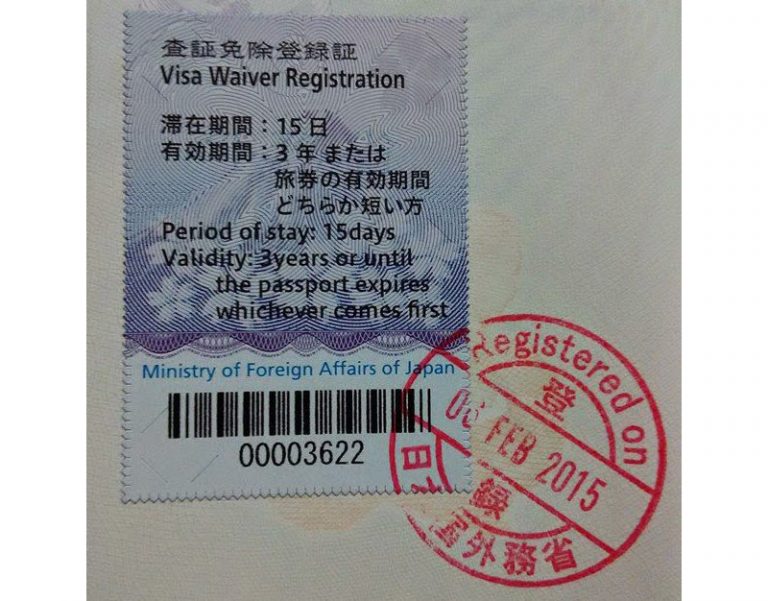 査証免除登録証
Visa Waiver Registration
滞在期間：15日
有効期間：3年または
旅券の有効期間
どちらか短い方
Period of stay: 15days
Validity: 3years or until
the passport expires
whichever comes first
Ministry of Foreign Affairs of Japan
00003622
Registered on
登
FEB 2015
録
外務省